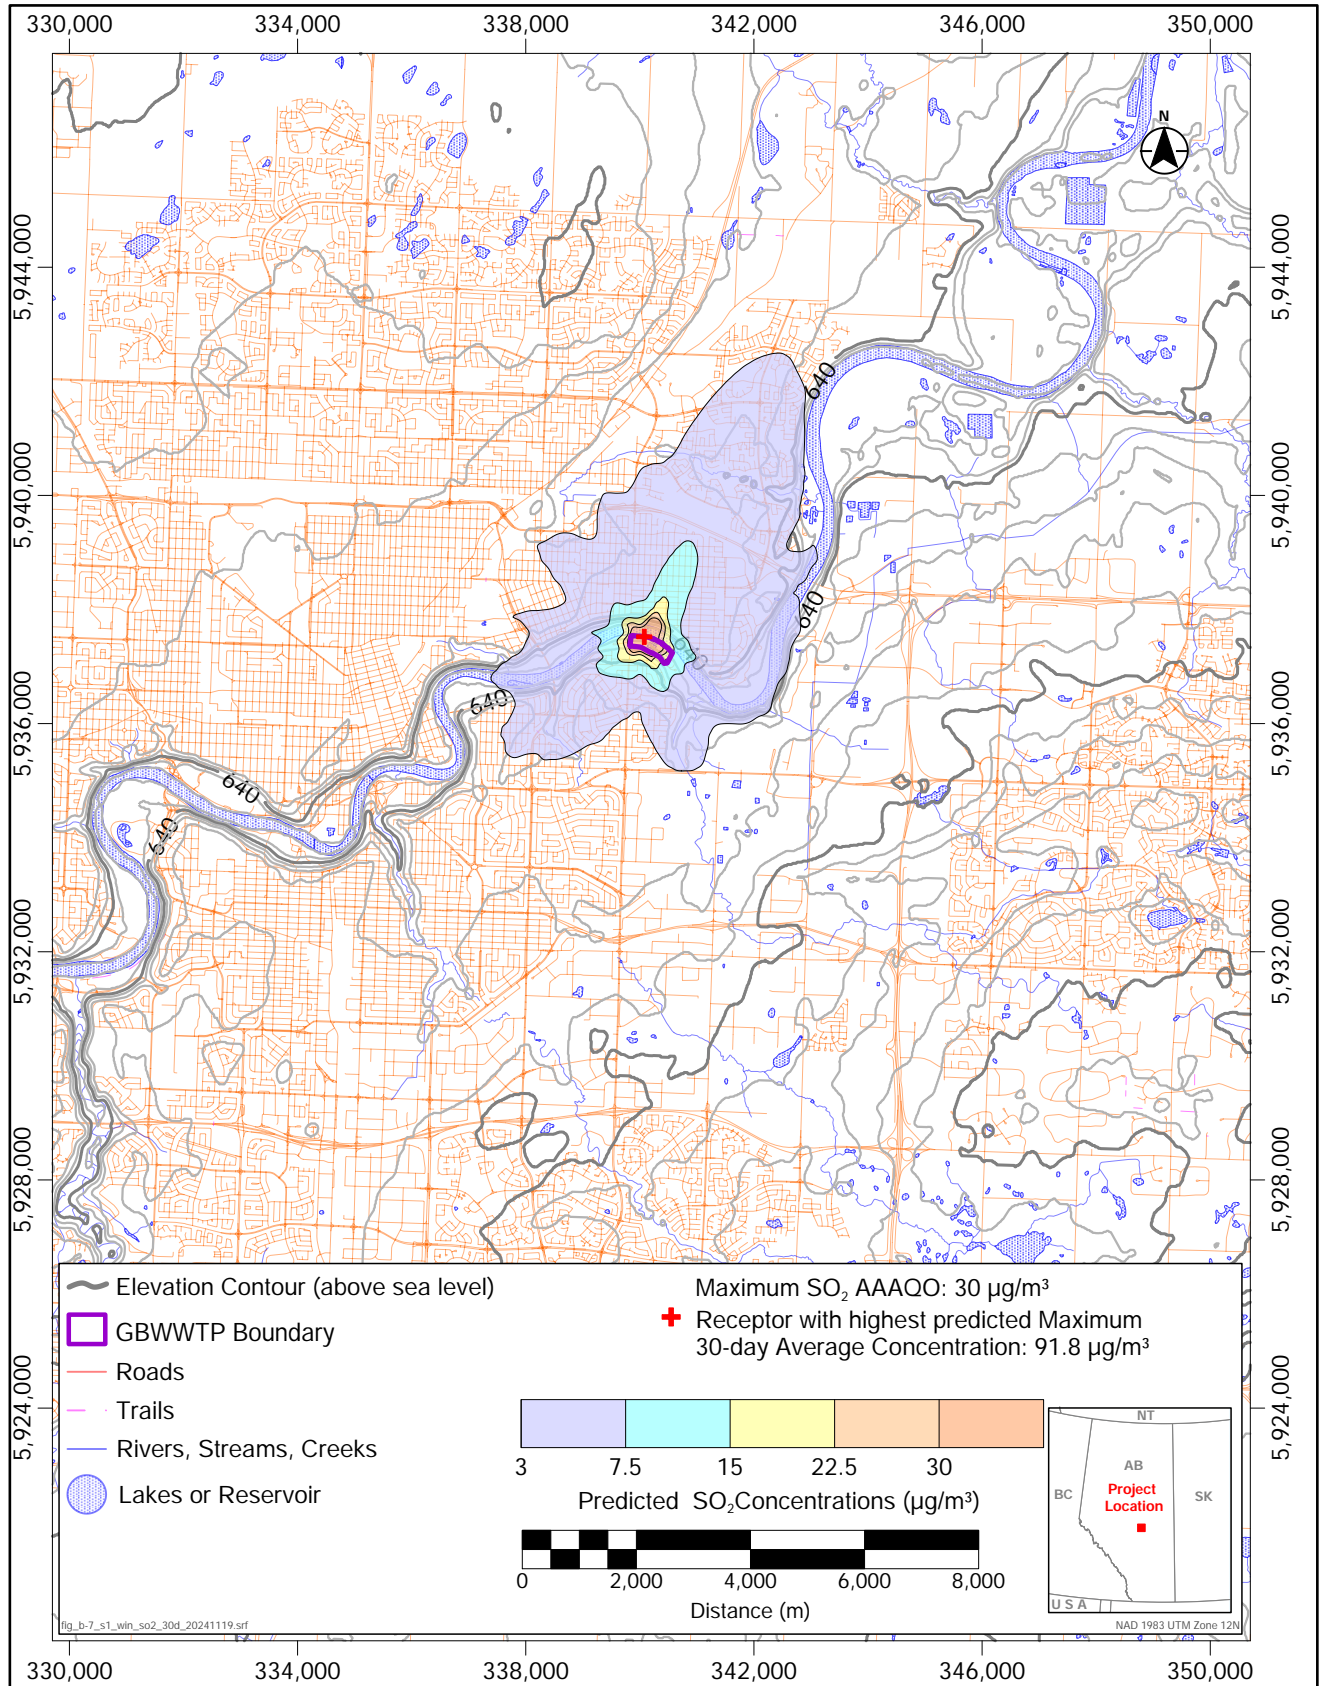 330,000 334,000 338,000 342,000 346,000 350,000
N
5,944,000 5,944,000
640
5,940,000 5,940,000
640
640
5,936,000 5,936,000
640
640
5,932,000 5,932,000
5,928,000 5,928,000
Elevation Contour (above sea level)
GBWWTP Boundary
Roads
Trails
Rivers, Streams, Creeks
Lakes or Reservoir
Maximum SO₂ AAAQO: 30 µg/m³
Receptor with highest predicted Maximum
30-day Average Concentration: 91.8 µg/m³
5,924,000 5,924,000
3 7.5 15 22.5 30
Predicted SO₂Concentrations (µg/m³)
0 2,000 4,000 6,000 8,000
Distance (m)
NT
AB
BC
Project
Location
SK
USA
fig_b-7_s1_win_so2_30d_20241119.srf
NAD 1983 UTM Zone 12N
330,000 334,000 338,000 342,000 346,000 350,000